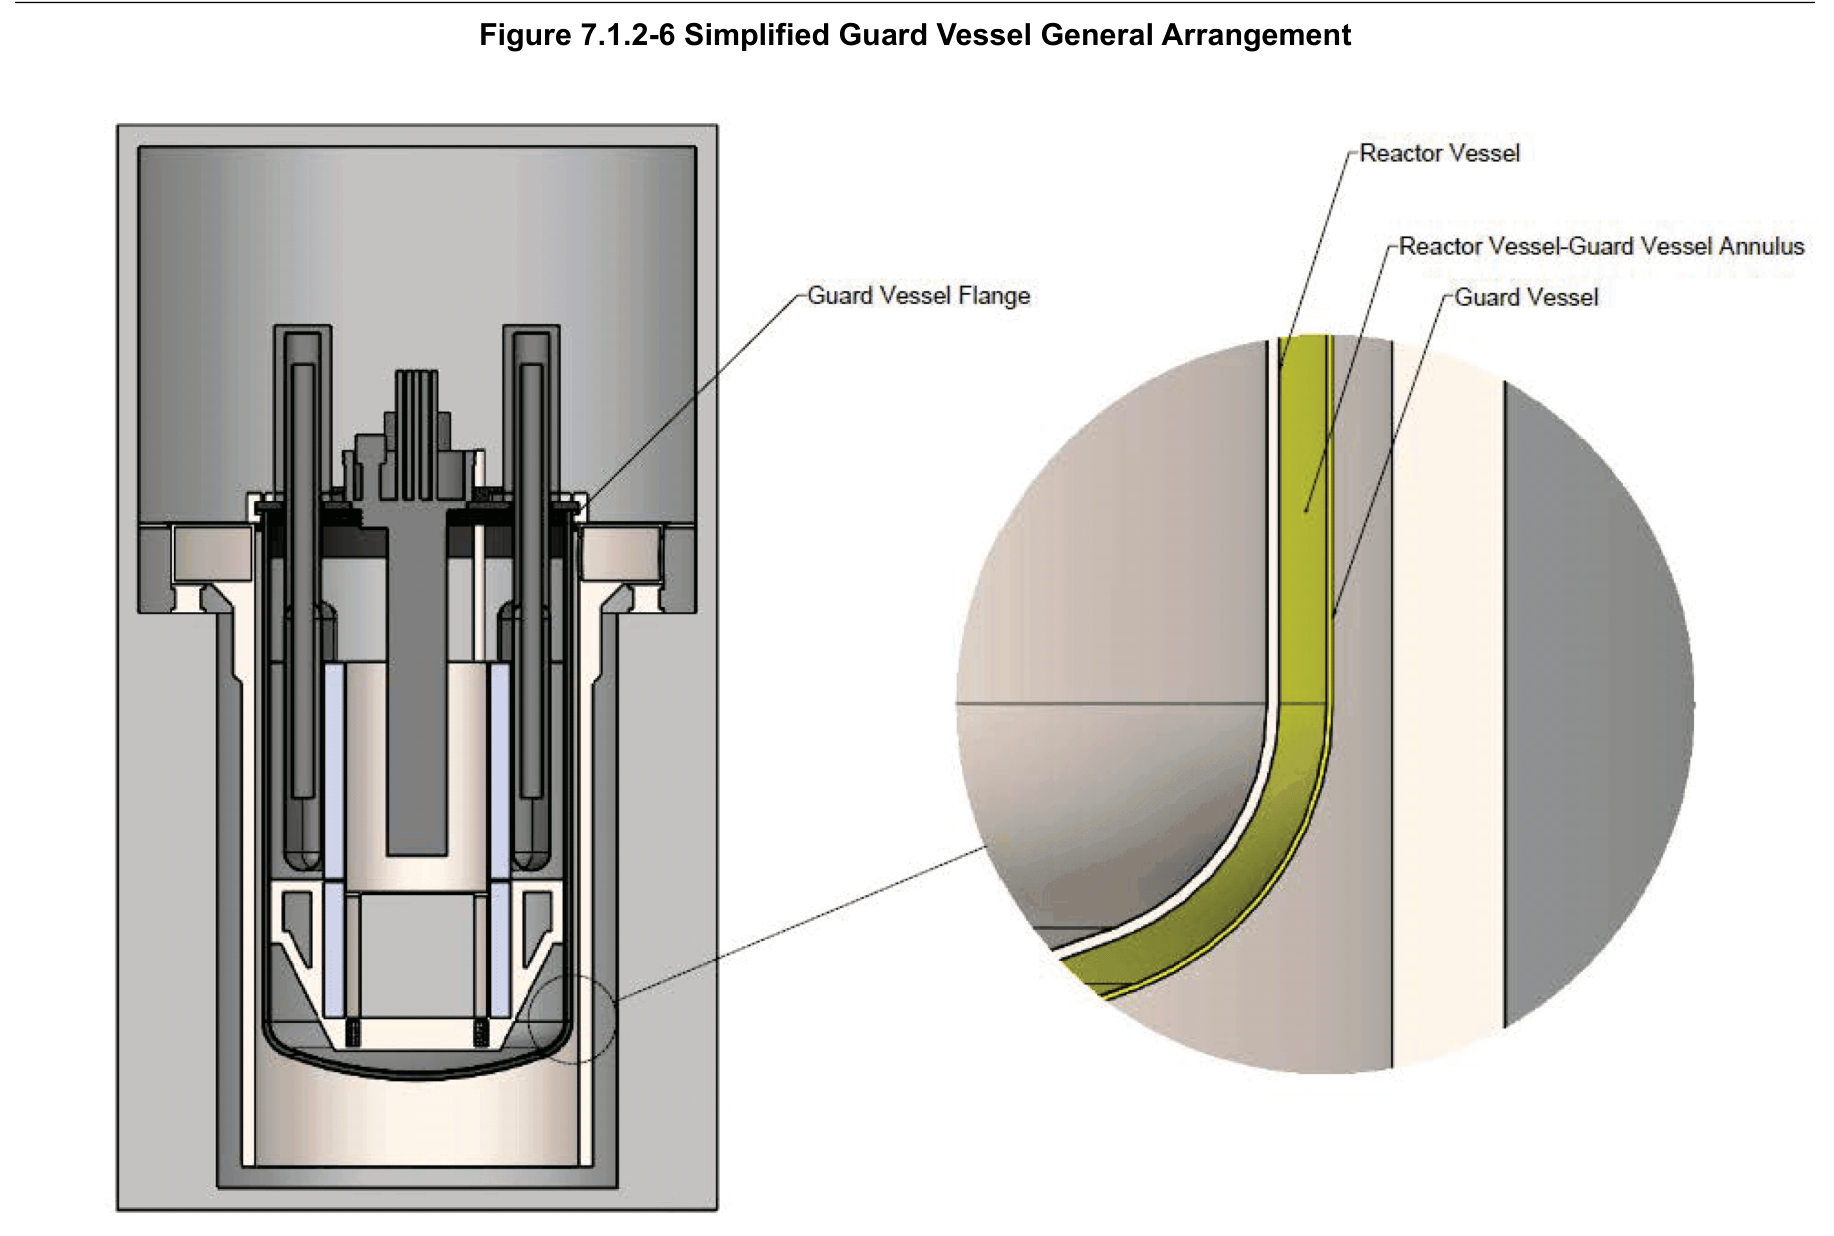 Figure 7.1.2-6 Simplified Guard Vessel General Arrangement
Reactor Vessel
Reactor Vessel-Guard Vessel Annulus
Guard Vessel Flange
Guard Vessel